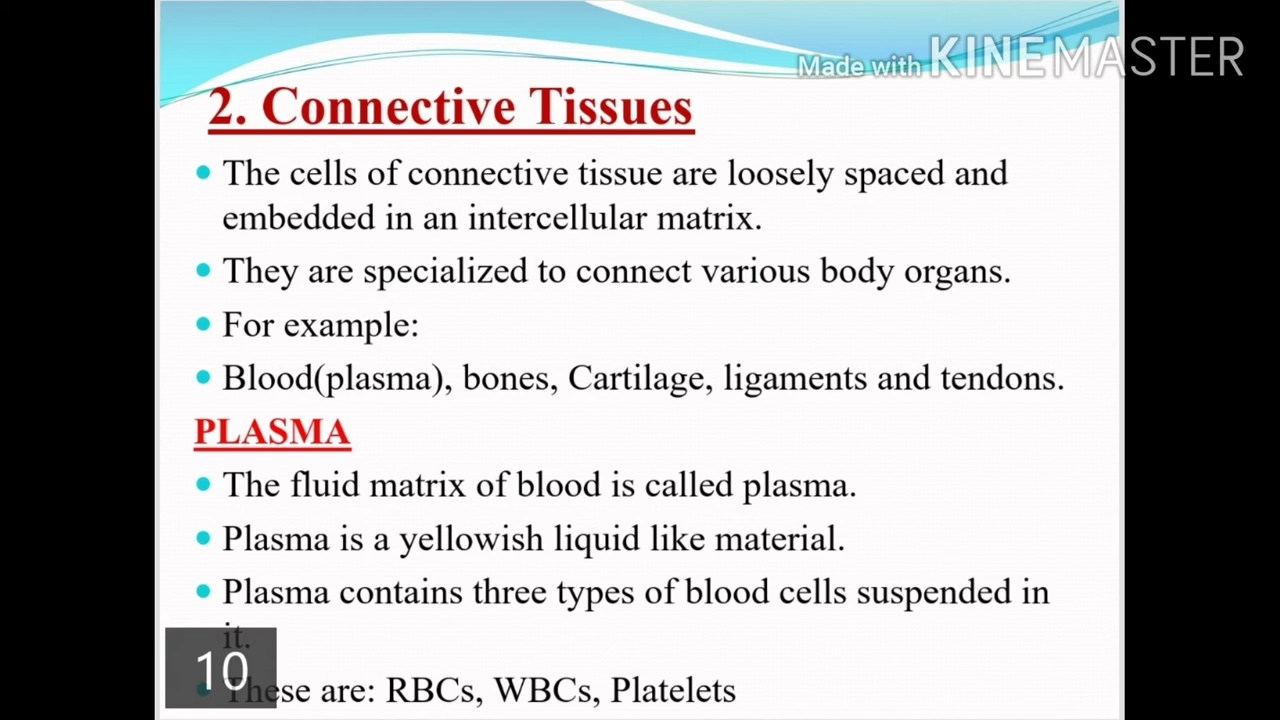 Made with KINEMASTER
2. Connective Tissues
The cells of connective tissue are loosely spaced and
embedded in an intercellular matrix.
They are specialized to connect various body organs.
For example:
Blood(plasma), bones, Cartilage, ligaments and tendons.
PLASMA
The fluid matrix of blood is called plasma.
Plasma is a yellowish liquid like material.
Plasma contains three types of blood cells suspended in
it.
10
These are: RBCs, WBCs, Platelets